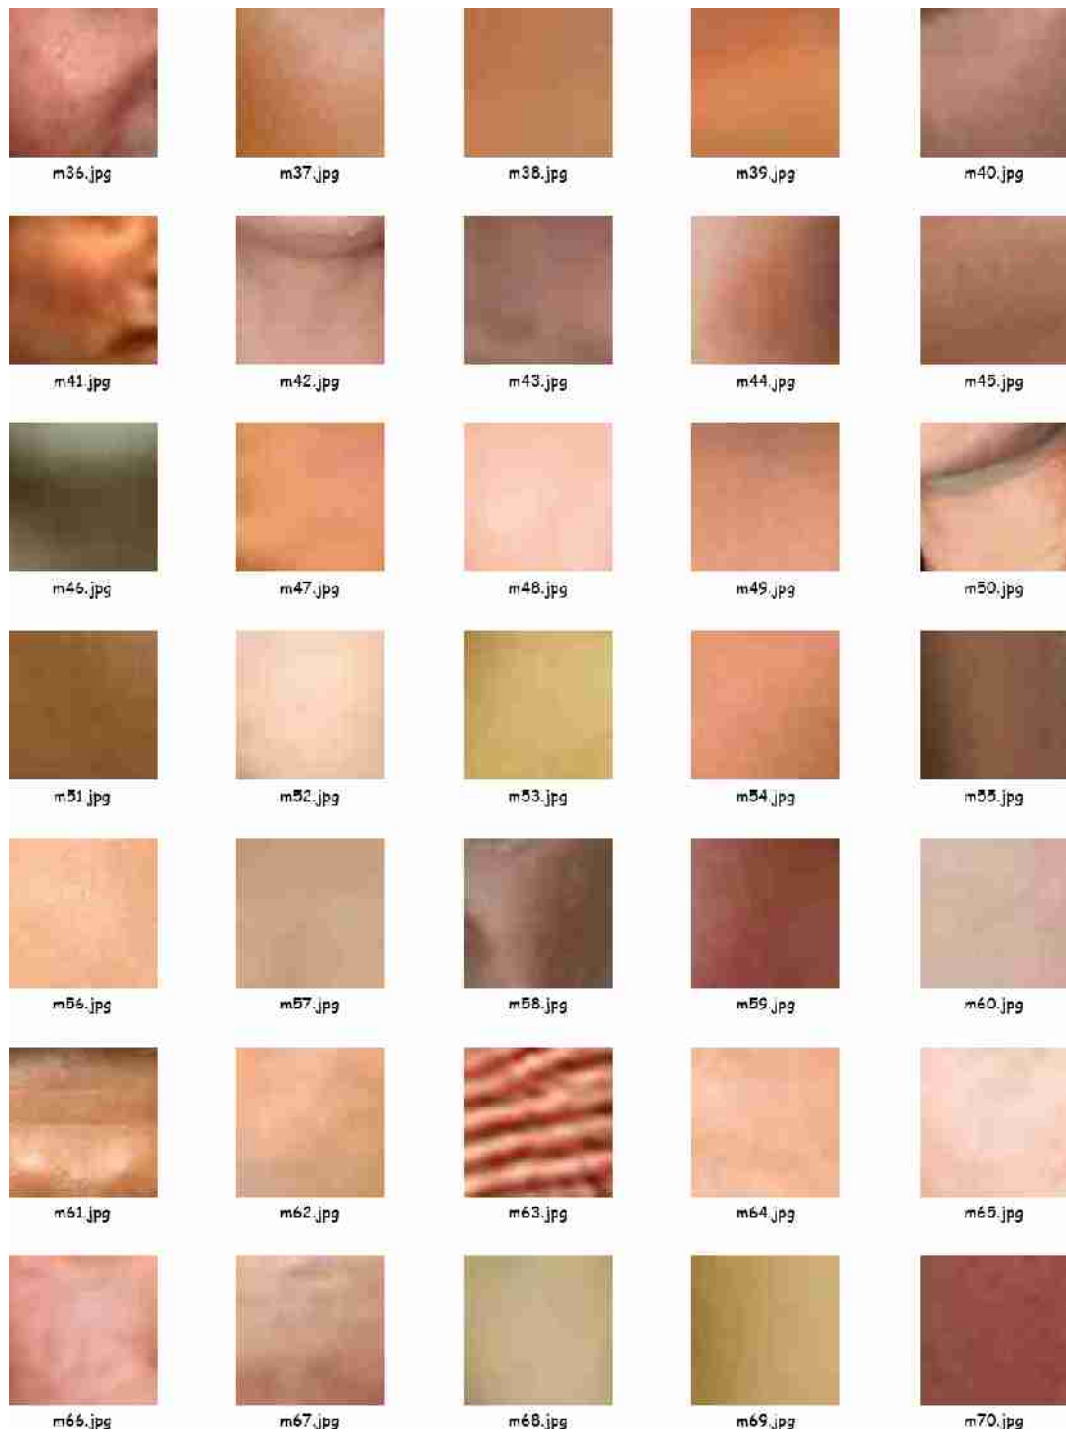 m36.jpg m37.jpg m38.jpg m39.jpg m40.jpg
m41.jpg m42.jpg m43.jpg m44.jpg m45.jpg
m46.jpg m47.jpg m48.jpg m49.jpg m50.jpg
m51.jpg m52.jpg m53.jpg m54.jpg m55.jpg
m56.jpg m57.jpg m58.jpg m59.jpg m60.jpg
m61.jpg m62.jpg m63.jpg m64.jpg m65.jpg
m66.jpg m67.jpg m68.jpg m69.jpg m70.jpg